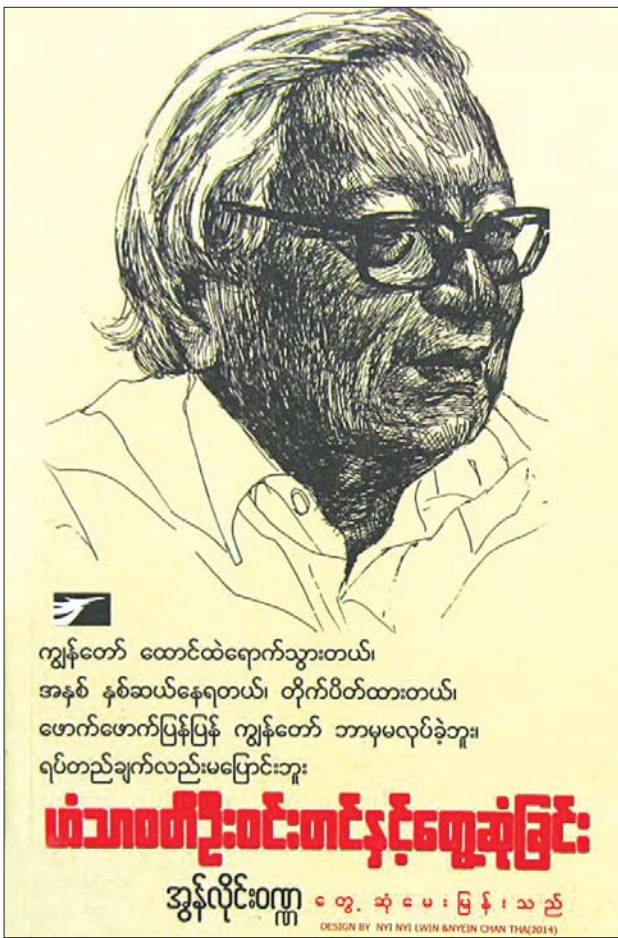 ကျွန်တော် ထောင်ထဲရောက်သွားတယ်၊
အနှစ် နှစ်ဆယ်နေရတယ်၊ တိုက်ပိတ်ထားတယ်၊
ဖောက်ဖောက်ပြန်ပြန် ကျွန်တော် ဘာမှမလုပ်ခဲ့ဘူး၊
ရပ်တည်ချက်လည်းမပြောင်းဘူး
ဟံသာဝတီဦးဝင်းတင်နှင့်တွေ့ဆုံခြင်း
အွန်လိုင်းဝဏ္ဏ တွေ့ဆုံမေးမြန်းသည်
DESIGN BY NYI NYI LWIN &NYEIN CHAN THA(2014)